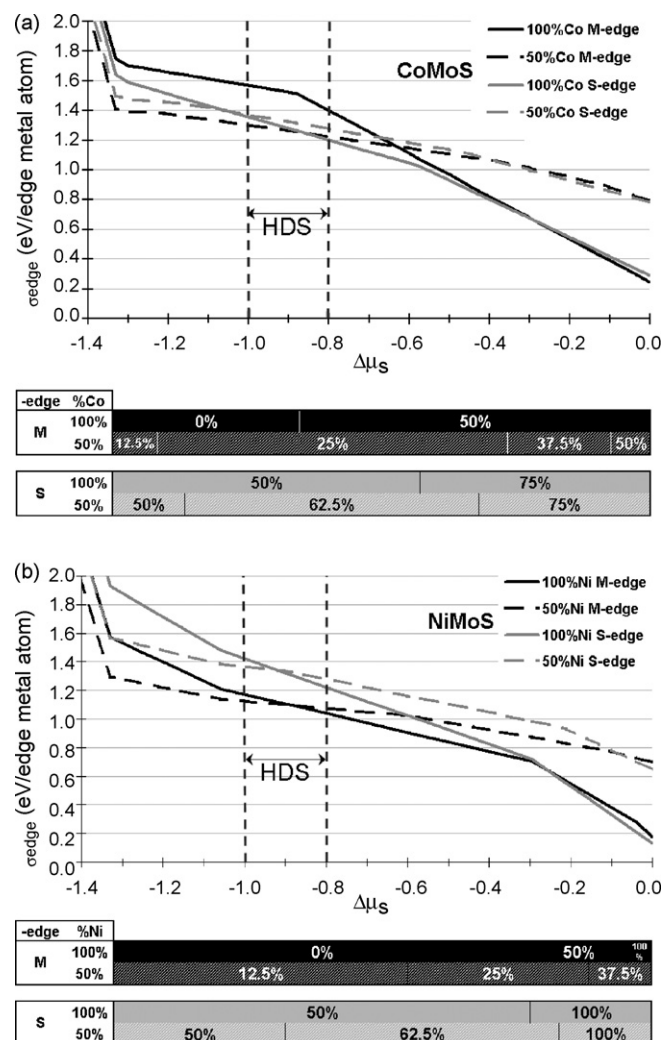 (a)
σedge (eV/edge metal atom)
2.0
1.8
1.6
1.4
1.2
1.0
0.8
0.6
0.4
0.2
0.0
CoMoS
100%Co M-edge
50%Co M-edge
100%Co S-edge
50%Co S-edge
HDS
-1.4 -1.2 -1.0 -0.8 -0.6 -0.4 -0.2 0.0
ΔμS
-edge %Co
M 100% 0% 50%
50% 12.5% 25% 37.5% 50%
S 100% 50% 75%
50% 50% 62.5% 75%
(b)
σedge (eV/edge metal atom)
2.0
1.8
1.6
1.4
1.2
1.0
0.8
0.6
0.4
0.2
0.0
NiMoS
100%Ni M-edge
50%Ni M-edge
100%Ni S-edge
50%Ni S-edge
HDS
-1.4 -1.2 -1.0 -0.8 -0.6 -0.4 -0.2 0.0
ΔμS
-edge %Ni
M 100% 0% 50% 100 %
50% 12.5% 25% 37.5%
S 100% 50% 100%
50% 50% 62.5% 100%